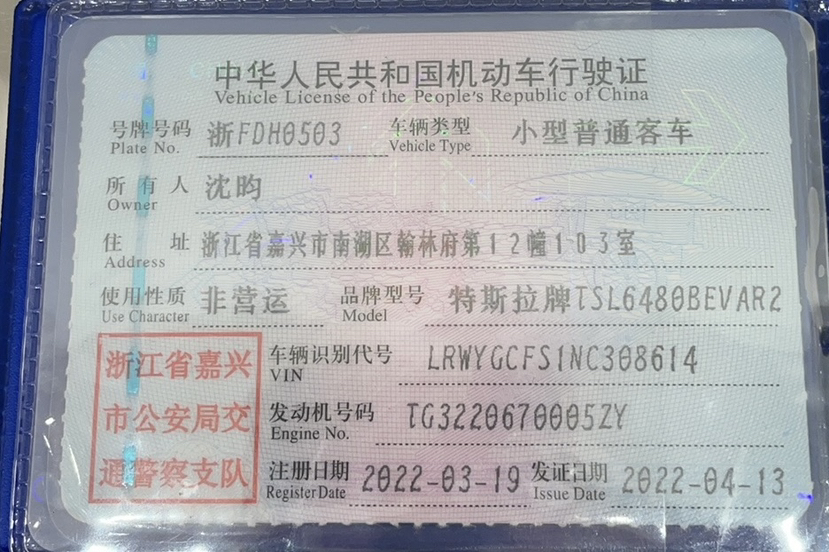 中华人民共和国机动车行驶证
Vehicle License of the People's Republic of China
号牌号码 浙FDH0503 车辆类型 小型普通客车
Plate No. Vehicle Type
所有人 沈昀
Owner
住址 浙江省嘉兴市南湖区翰林府第12幢103室
Address
使用性质 非营运 品牌型号 特斯拉牌TSL6480BEVAR2
Use Character Model
浙江省嘉兴
市公安局交
通警察支队
车辆识别代号 LRWYGCFS1NC308614
VIN
发动机号码 TG3220670005ZY
Engine No.
注册日期 2022-03-19 发证日期 2022-04-13
Register Date Issue Date